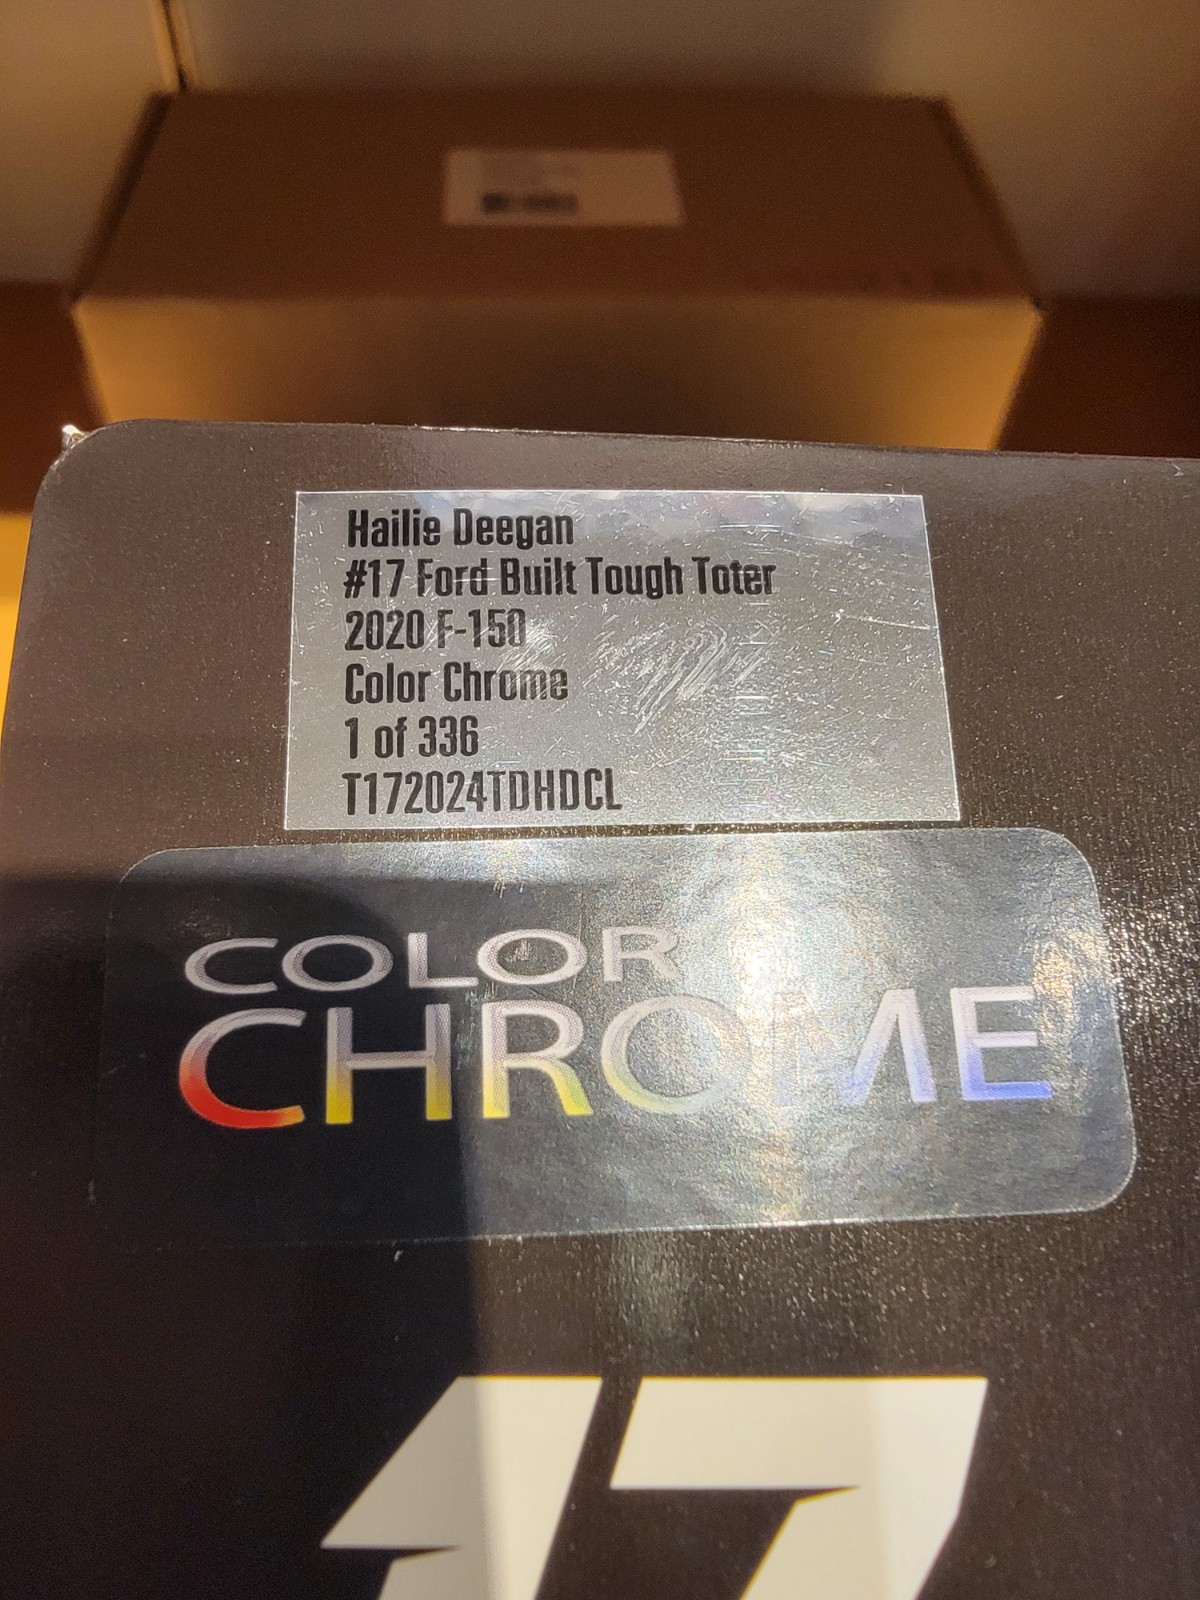 Hailie Deegan
#17 Ford Built Tough Toter
2020 F-150
Color Chrome
1 of 336
T172024TDHDCL
COLOR
CHROME
17